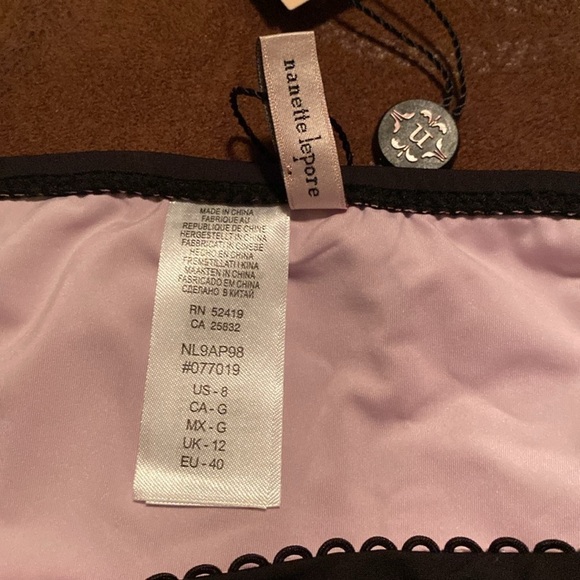 nanette lepore
n
MADE IN CHINA
FABRIQUE AU
REPUBLIQUE DE CHINE
HERGESTELLT IN CHINA
FABBRICATI IN CINESE
HECHO EN CHINA
FREMSTILLATI KINA
MAAKTEN IN CHINA
FABRICADO EM CHINA
СДЕЛАНО В КИТАЙ
RN 52419
CA 25832
NL9AP98
#077019
US - 8
CA - G
MX - G
UK - 12
EU - 40